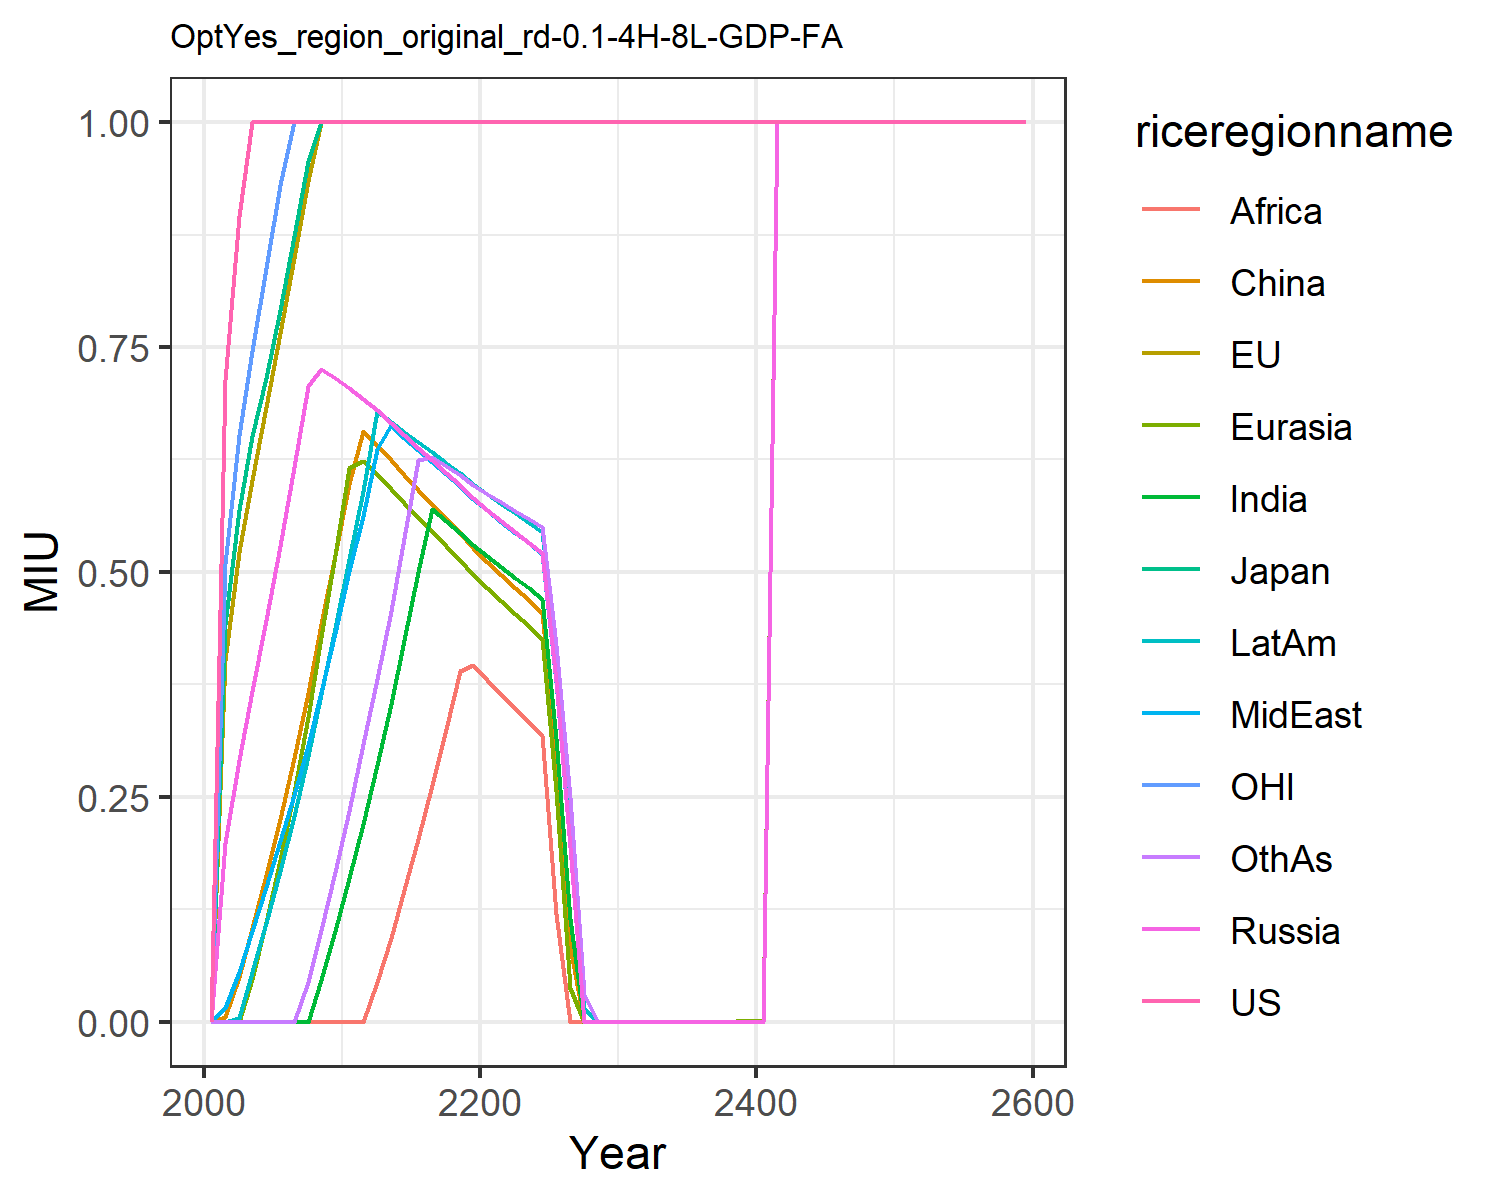 OptYes_region_original_rd-0.1-4H-8L-GDP-FA
1.00
0.75
0.50
0.25
0.00
MIU
2000
2200
2400
2600
Year
riceregionname
Africa
China
EU
Eurasia
India
Japan
LatAm
MidEast
OHI
OthAs
Russia
US